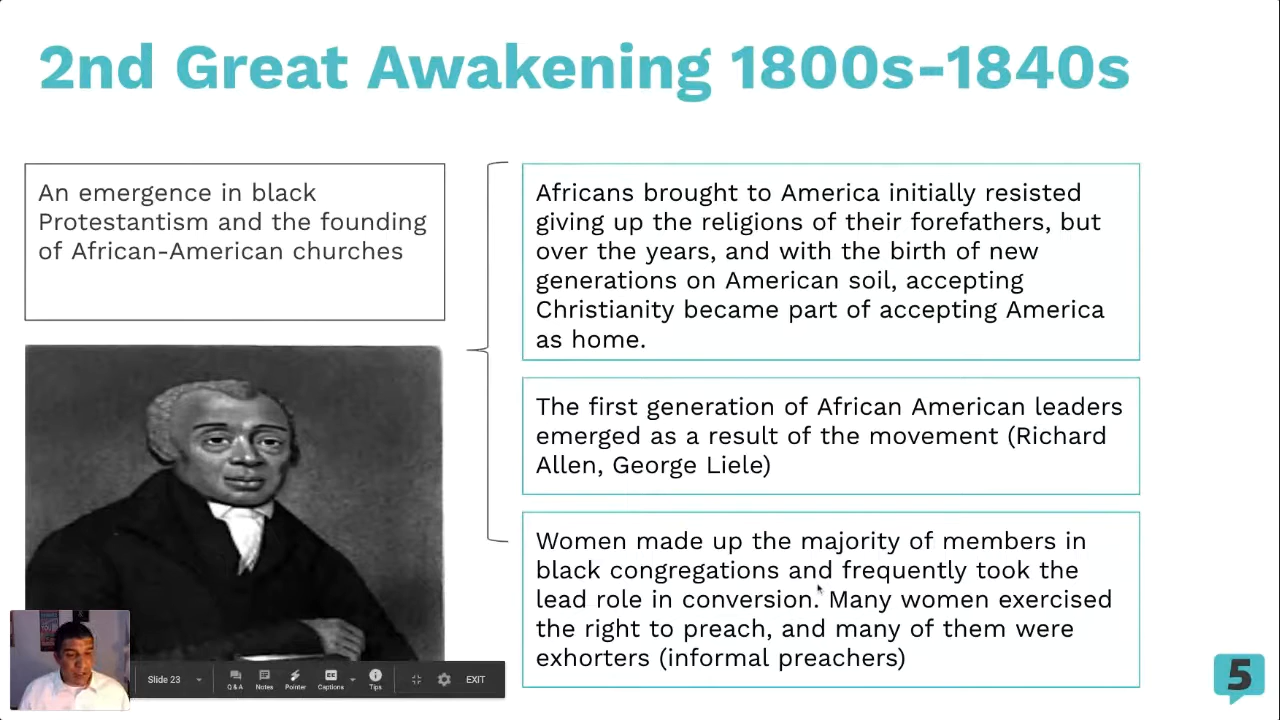 2nd Great Awakening 1800s-1840s
An emergence in black
Protestantism and the founding
of African-American churches
Africans brought to America initially resisted
giving up the religions of their forefathers, but
over the years, and with the birth of new
generations on American soil, accepting
Christianity became part of accepting America
as home.
The first generation of African American leaders
emerged as a result of the movement (Richard
Allen, George Liele)
Women made up the majority of members in
black congregations and frequently took the
lead role in conversion. Many women exercised
the right to preach, and many of them were
exhorters (informal preachers)
Slide 23
Q&A
Notes
Pointer
CC
Captions
Tips
EXIT
5